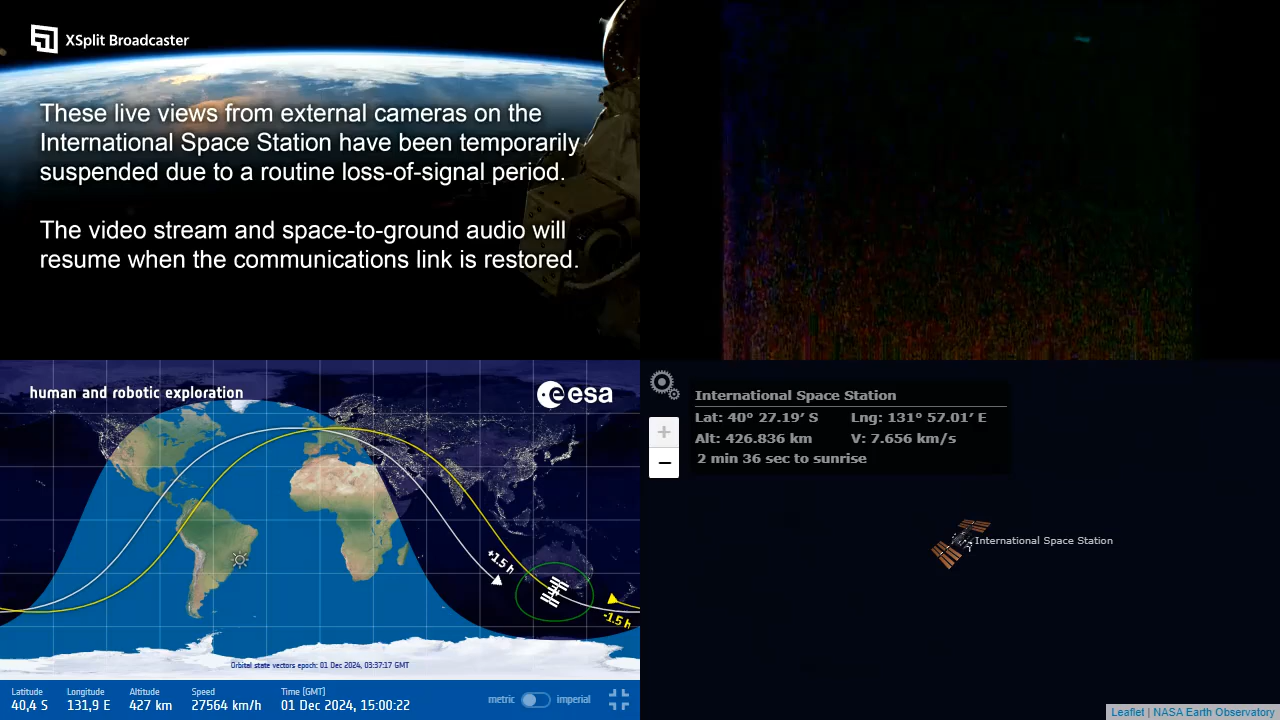 XSplit Broadcaster
These live views from external cameras on the
International Space Station have been temporarily
suspended due to a routine loss-of-signal period.
The video stream and space-to-ground audio will
resume when the communications link is restored.
human and robotic exploration
esa
+1.5 h
-1.5 h
Orbital state vectors epoch: 01 Dec 2024, 03:37:17 GMT
Latitude Longitude Altitude Speed Time [GMT]
40,4 S 131,9 E 427 km 27564 km/h 01 Dec 2024, 15:00:22
metric imperial
International Space Station
Lat: 40° 27.19′ S Lng: 131° 57.01′ E
Alt: 426.836 km V: 7.656 km/s
2 min 36 sec to sunrise
+
−
International Space Station
Leaflet | NASA Earth Observatory